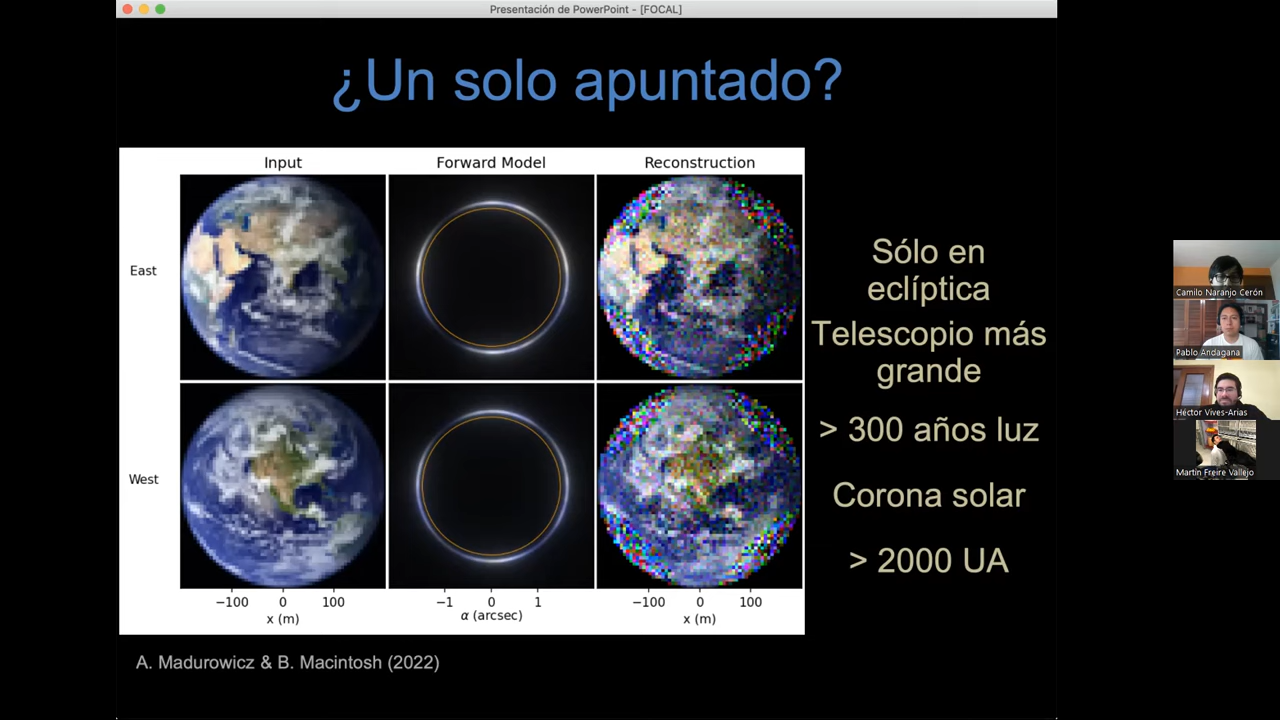 Presentación de PowerPoint - [FOCAL]
¿Un solo apuntado?
Input
Forward Model
Reconstruction
East
West
−100 0 100
x (m)
−1 0 1
α (arcsec)
−100 0 100
x (m)
Sólo en
eclíptica
Telescopio más
grande
> 300 años luz
Corona solar
> 2000 UA
A. Madurowicz & B. Macintosh (2022)
Camilo Naranjo Cerón
Pablo Andagana
Héctor Vives-Arias
Martín Freire Vallejo